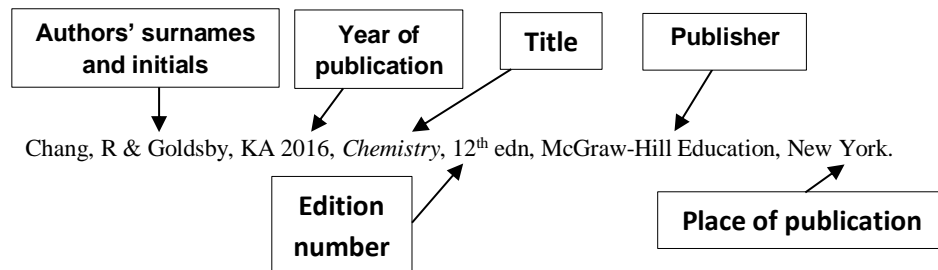 Authors' surnames
and initials
Year of
publication
Title
Publisher
Chang, R & Goldsby, KA 2016, Chemistry, 12th edn, McGraw-Hill Education, New York.
Edition
number
Place of publication